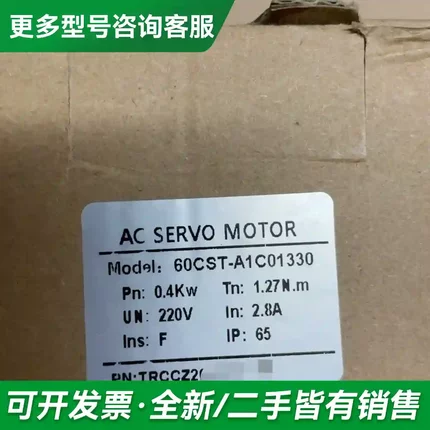 更多型号咨询客服
AC SERVO MOTOR
Model: 60CST-A1C01330
Pn: 0.4Kw Tn: 1.27N.m
UN: 220V In: 2.8A
Ins: F IP: 65
PN:TRCCZ20
可开发票·全新/二手皆有销售